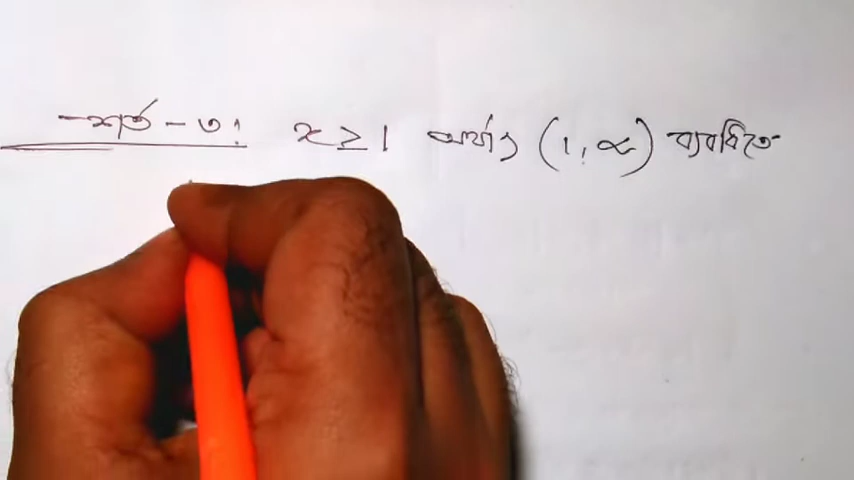 শর্ত - ৩: x ≥ 1 অর্থাৎ (1, ∝) ব্যবধিতে